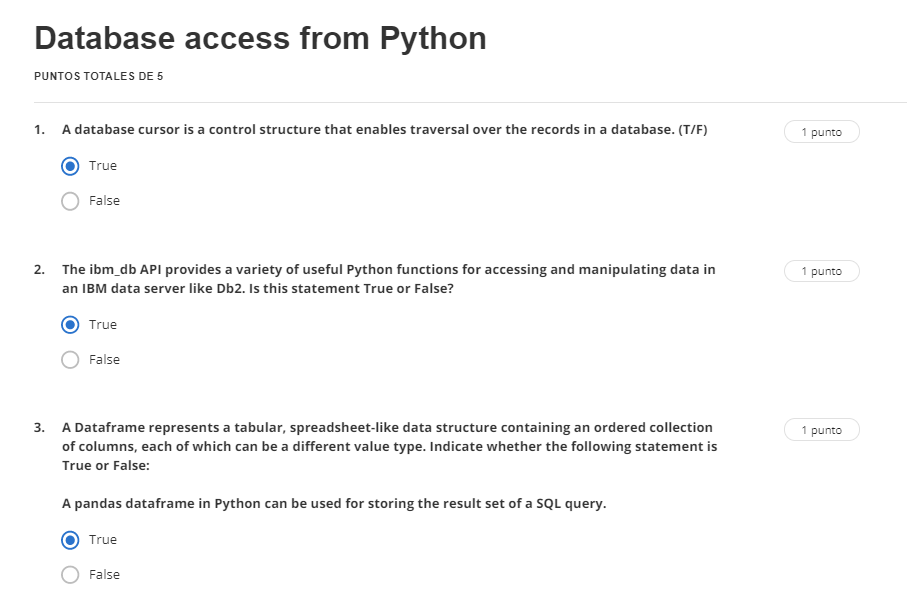 Database access from Python
PUNTOS TOTALES DE 5
1. A database cursor is a control structure that enables traversal over the records in a database. (T/F)
1 punto
True
False
2. The ibm_db API provides a variety of useful Python functions for accessing and manipulating data in
an IBM data server like Db2. Is this statement True or False?
1 punto
True
False
3. A Dataframe represents a tabular, spreadsheet-like data structure containing an ordered collection
of columns, each of which can be a different value type. Indicate whether the following statement is
True or False:
1 punto
A pandas dataframe in Python can be used for storing the result set of a SQL query.
True
False